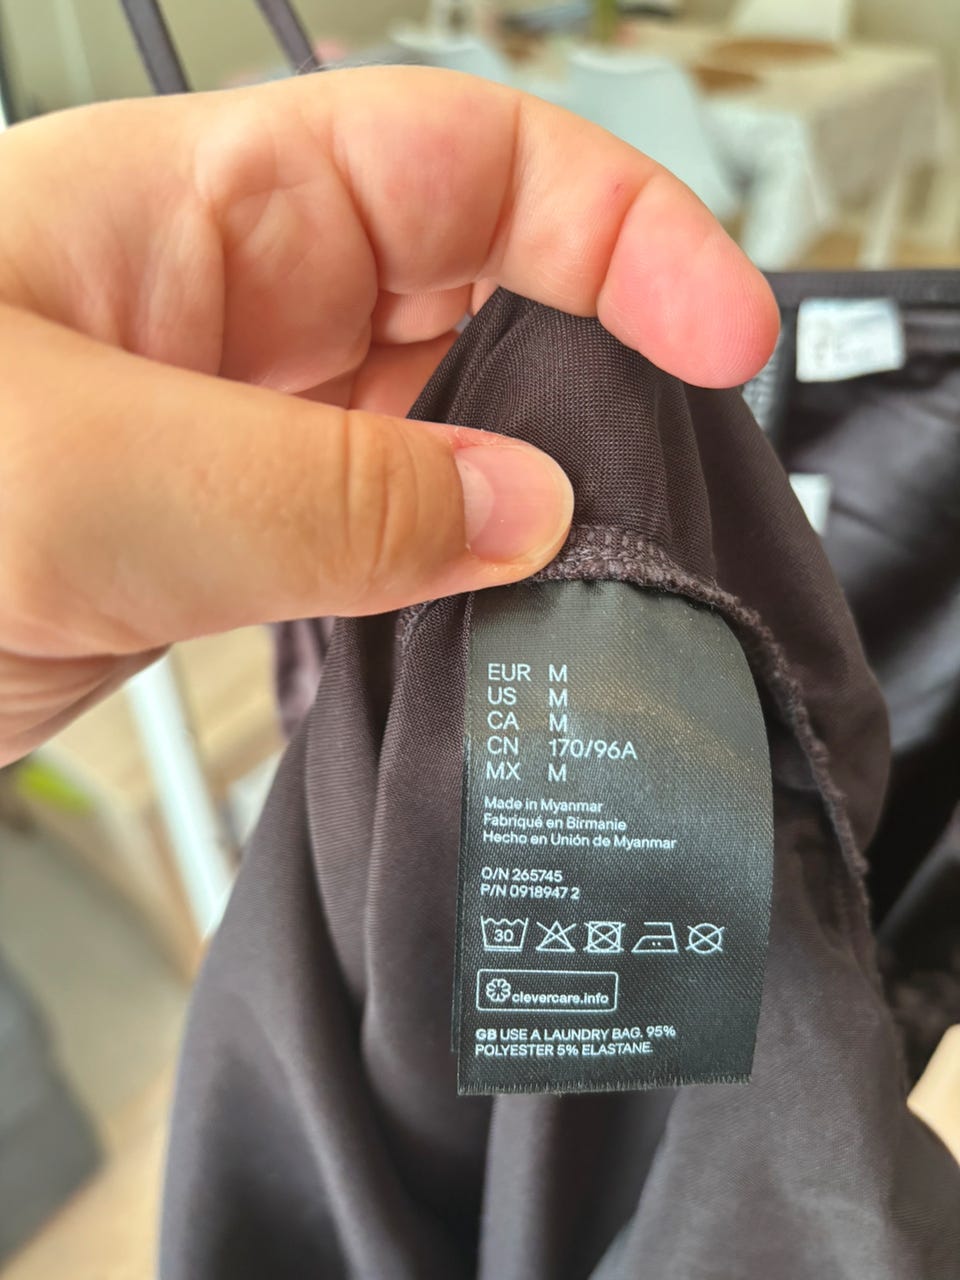 EUR M
US M
CA M
CN 170/96A
MX M
Made in Myanmar
Fabriqué en Birmanie
Hecho en Unión de Myanmar
O/N 265745
P/N 0918947 2
30
clevercare.info
GB USE A LAUNDRY BAG. 95%
POLYESTER 5% ELASTANE.